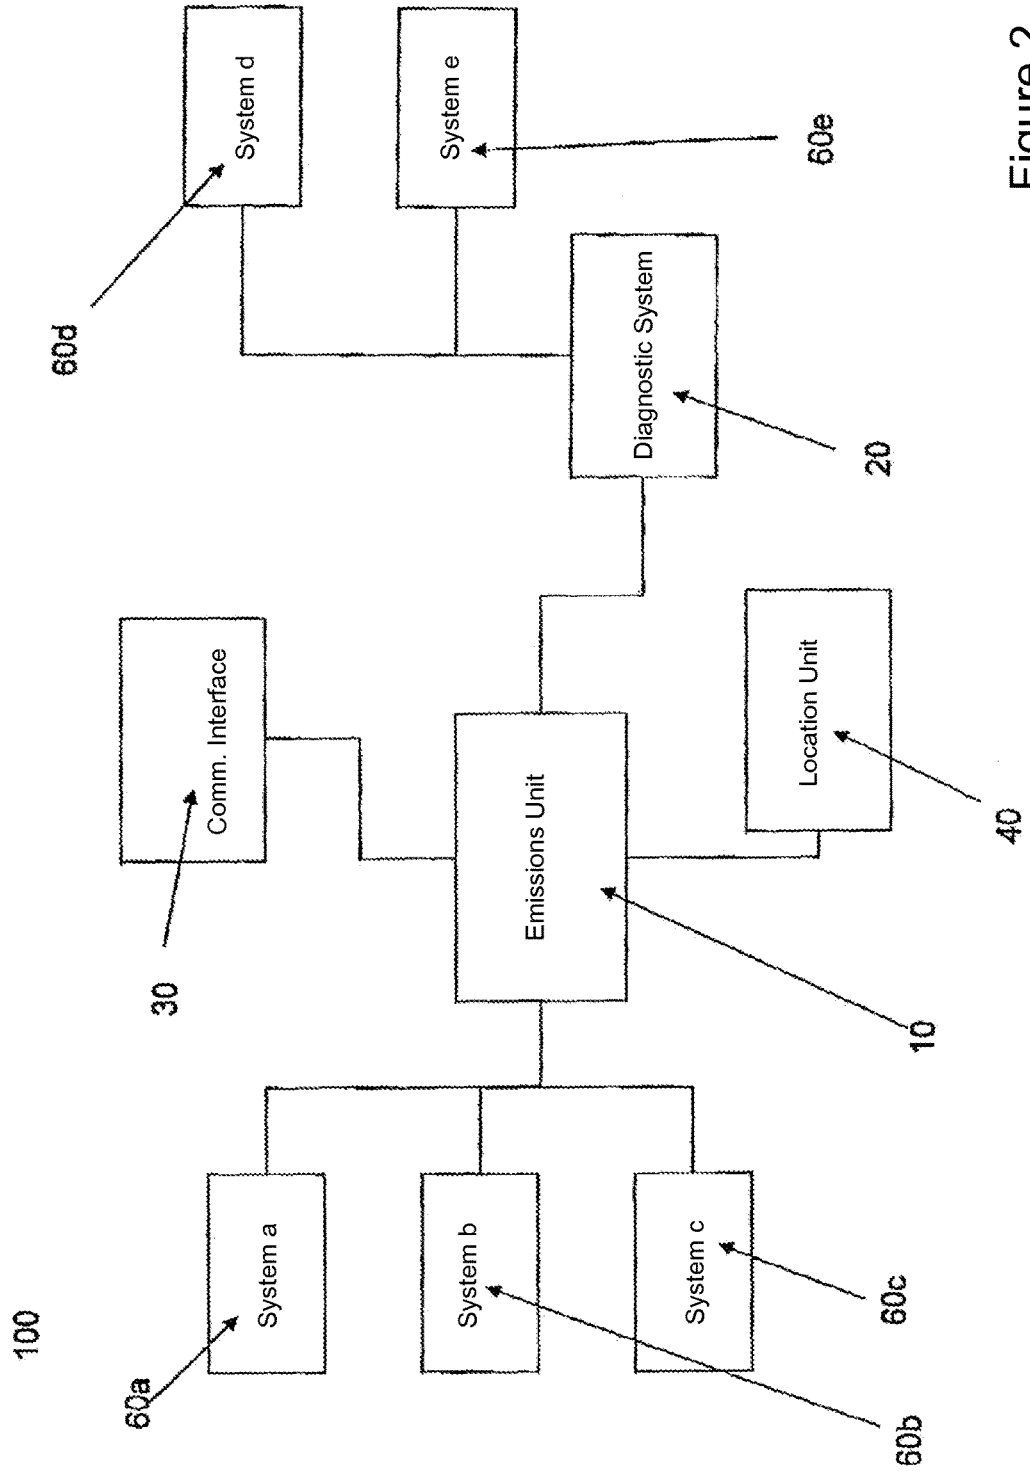 100
60a
System a
System b
60b
System c
60c
30
Comm. Interface
Emissions Unit
10
Location Unit
40
Diagnostic System
20
60d
System d
System e
60e
Figure 2